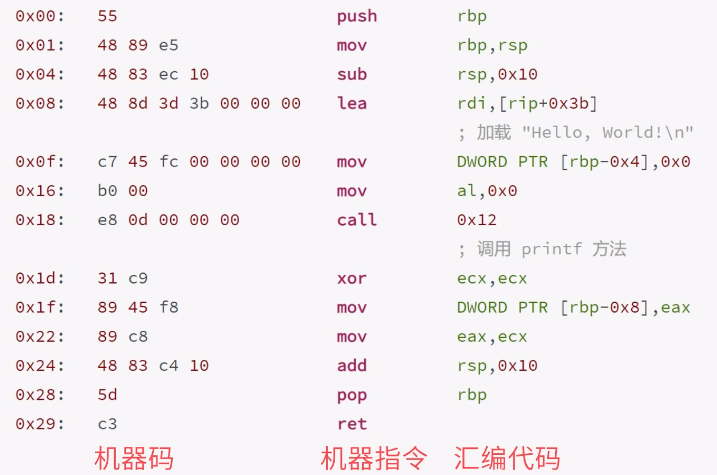 0x00: 55 push rbp
0x01: 48 89 e5 mov rbp,rsp
0x04: 48 83 ec 10 sub rsp,0x10
0x08: 48 8d 3d 3b 00 00 00 lea rdi,[rip+0x3b]
; 加载 "Hello, World!\n"
0x0f: c7 45 fc 00 00 00 00 mov DWORD PTR [rbp-0x4],0x0
0x16: b0 00 mov al,0x0
0x18: e8 0d 00 00 00 call 0x12
; 调用 printf 方法
0x1d: 31 c9 xor ecx,ecx
0x1f: 89 45 f8 mov DWORD PTR [rbp-0x8],eax
0x22: 89 c8 mov eax,ecx
0x24: 48 83 c4 10 add rsp,0x10
0x28: 5d pop rbp
0x29: c3 ret
机器码 机器指令 汇编代码